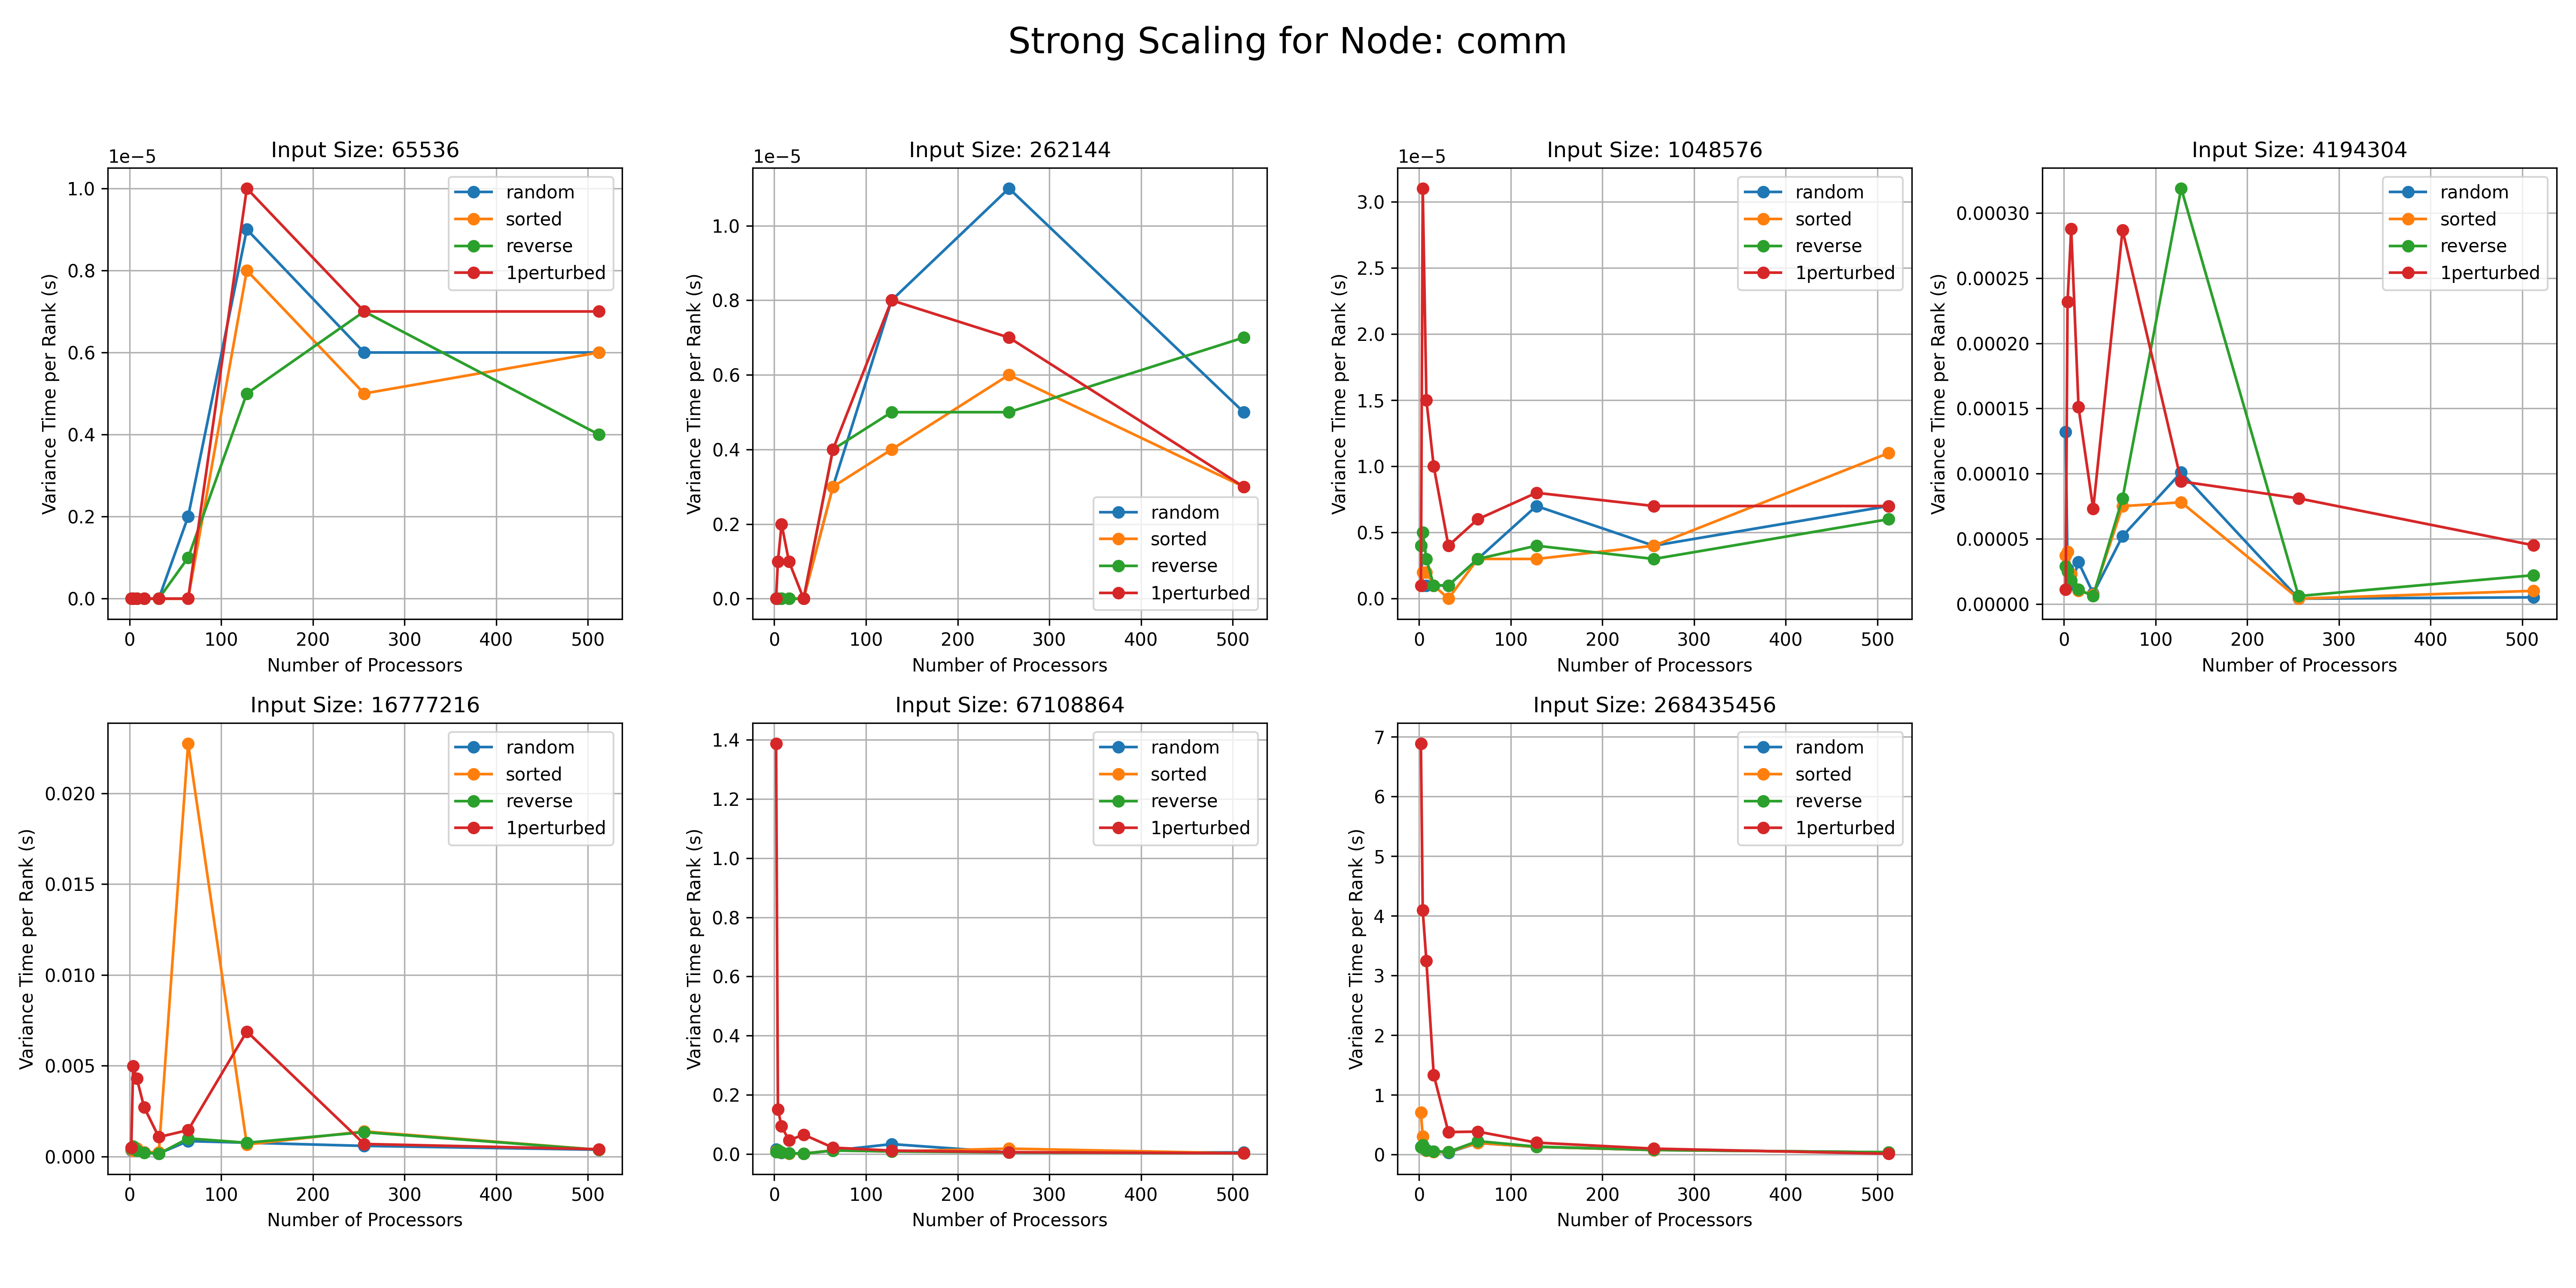 Strong Scaling for Node: comm
Input Size: 65536
1e−5
1.0
0.8
0.6
0.4
0.2
0.0
Variance Time per Rank (s)
0 100 200 300 400 500
Number of Processors
random
sorted
reverse
1perturbed
Input Size: 262144
1e−5
1.0
0.8
0.6
0.4
0.2
0.0
Variance Time per Rank (s)
0 100 200 300 400 500
Number of Processors
random
sorted
reverse
1perturbed
Input Size: 1048576
1e−5
3.0
2.5
2.0
1.5
1.0
0.5
0.0
Variance Time per Rank (s)
0 100 200 300 400 500
Number of Processors
random
sorted
reverse
1perturbed
Input Size: 4194304
0.00030
0.00025
0.00020
0.00015
0.00010
0.00005
0.00000
Variance Time per Rank (s)
0 100 200 300 400 500
Number of Processors
random
sorted
reverse
1perturbed
Input Size: 16777216
0.020
0.015
0.010
0.005
0.000
Variance Time per Rank (s)
0 100 200 300 400 500
Number of Processors
random
sorted
reverse
1perturbed
Input Size: 67108864
1.4
1.2
1.0
0.8
0.6
0.4
0.2
0.0
Variance Time per Rank (s)
0 100 200 300 400 500
Number of Processors
random
sorted
reverse
1perturbed
Input Size: 268435456
7
6
5
4
3
2
1
0
Variance Time per Rank (s)
0 100 200 300 400 500
Number of Processors
random
sorted
reverse
1perturbed